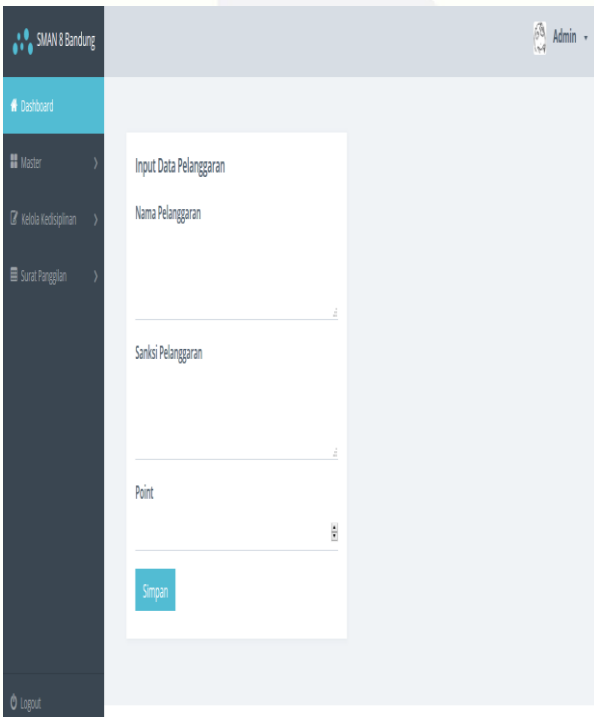 SMAN 8 Bandung
Admin
Dashboard
Master
Kelola Kedisiplinan
Surat Panggilan
Logout
Input Data Pelanggaran
Nama Pelanggaran
Sanksi Pelanggaran
Point
Simpan